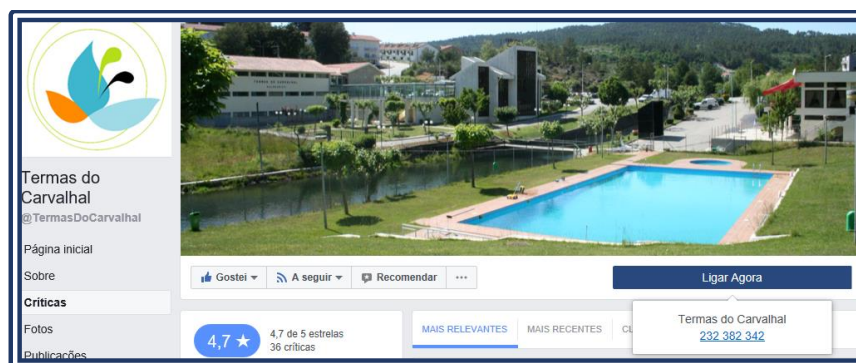 Termas do
Carvalhal
@TermasDoCarvalhal
Página inicial
Sobre
Críticas
Fotos
Publicações
Gostei
A seguir
Recomendar
Ligar Agora
Termas do Carvalhal
232 382 342
4,7
4,7 de 5 estrelas
36 críticas
MAIS RELEVANTES
MAIS RECENTES